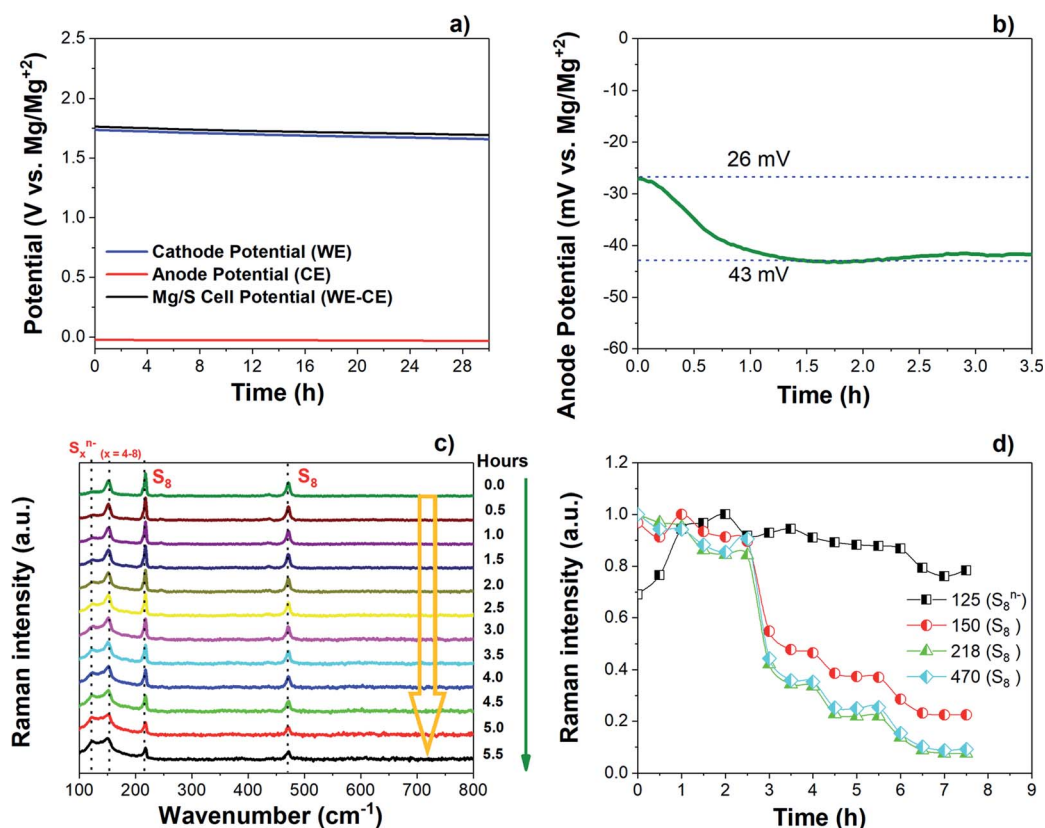 a)
Potential (V vs. Mg/Mg⁺²)
2.5
2.0
1.5
1.0
0.5
0.0
Cathode Potential (WE)
Anode Potential (CE)
Mg/S Cell Potential (WE-CE)
0 4 8 12 16 20 24 28
Time (h)
b)
Anode Potential (mV vs. Mg/Mg⁺²)
0
-10
-20
-30
-40
-50
-60
26 mV
43 mV
0.0 0.5 1.0 1.5 2.0 2.5 3.0 3.5
Time (h)
c)
Raman intensity (a.u.)
Sₓⁿ⁻ (x = 4-8)
S₈
S₈
Hours
0.0
0.5
1.0
1.5
2.0
2.5
3.0
3.5
4.0
4.5
5.0
5.5
100 200 300 400 500 600 700 800
Wavenumber (cm⁻¹)
d)
Raman intensity (a.u.)
1.2
1.0
0.8
0.6
0.4
0.2
0.0
125 (S₈ⁿ⁻)
150 (S₈ )
218 (S₈ )
470 (S₈ )
0 1 2 3 4 5 6 7 8 9
Time (h)